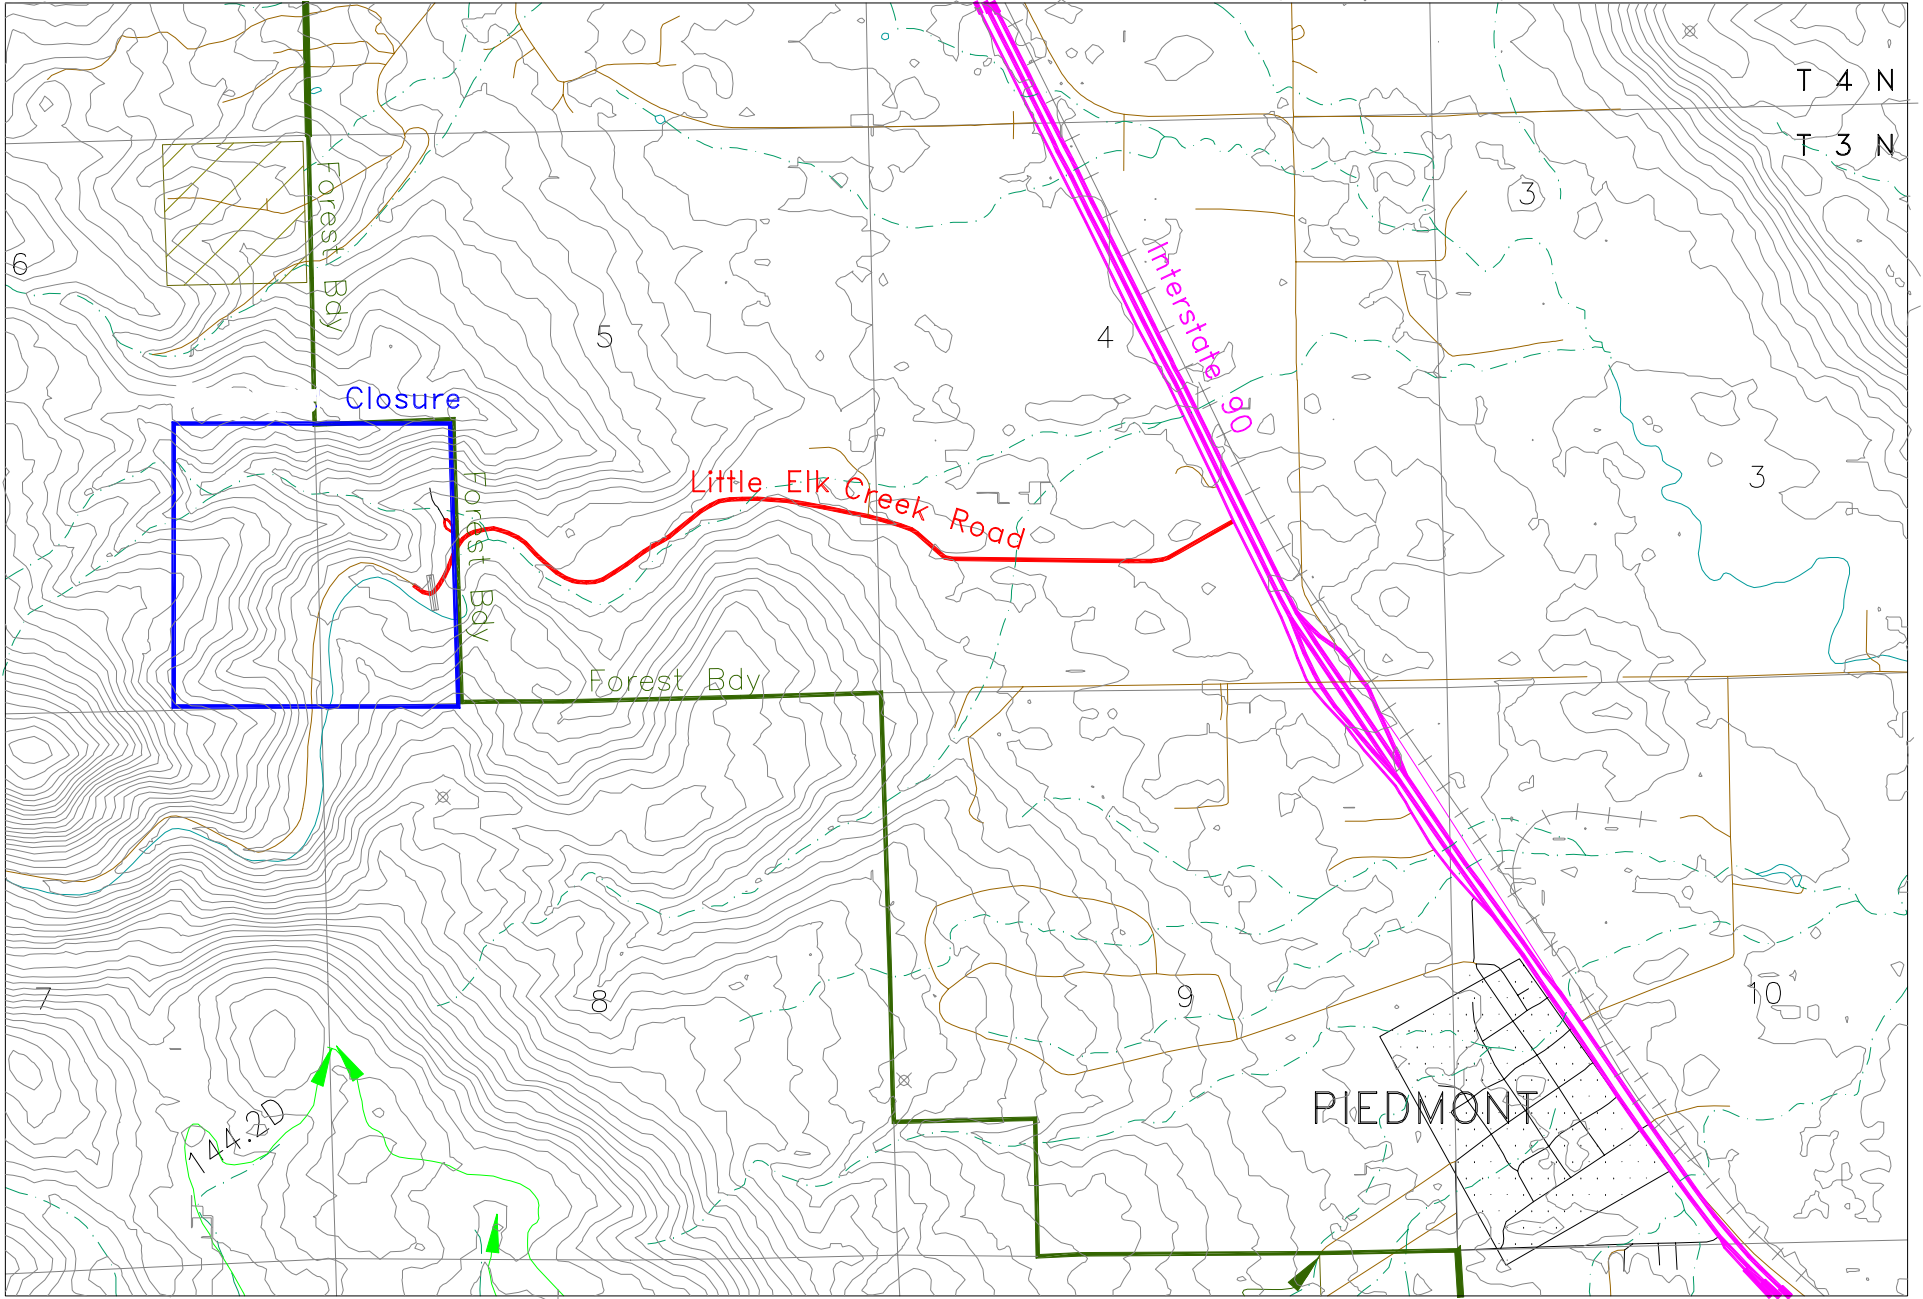 T 4 N
T 3 N
Forest Bdy
3
6
Interstate 90
5
4
Closure
Little Elk Creek Road
3
Forest Bdy
Forest Bdy
7
8
9
10
PIEDMONT
144.2D